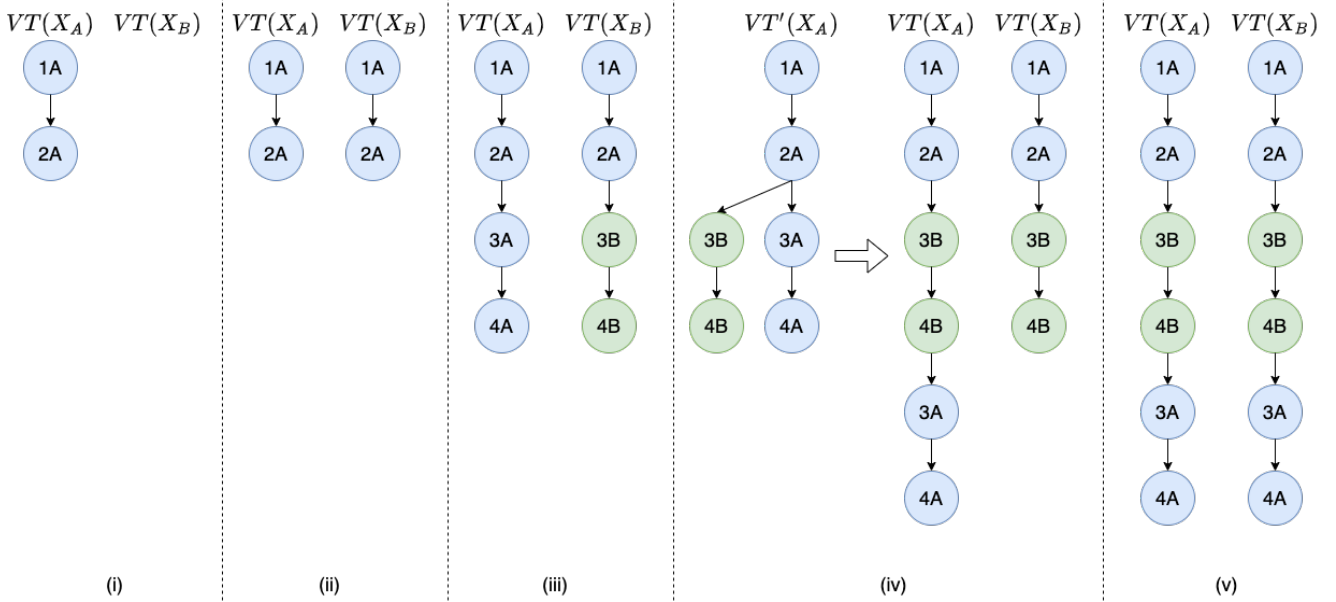 VT(X_A) VT(X_B) VT(X_A) VT(X_B) VT(X_A) VT(X_B) VT'(X_A) VT(X_A) VT(X_B) VT(X_A) VT(X_B)
1A 1A 1A 1A 1A 1A 1A 1A 1A 1A
2A 2A 2A 2A 2A 2A 2A 2A 2A 2A
3A 3B 3B 3A 3B 3B 3B 3B
4A 4B 4B 4A 4B 4B 4B 4B
3A 3A 3A
4A 4A 4A
(i) (ii) (iii) (iv) (v)